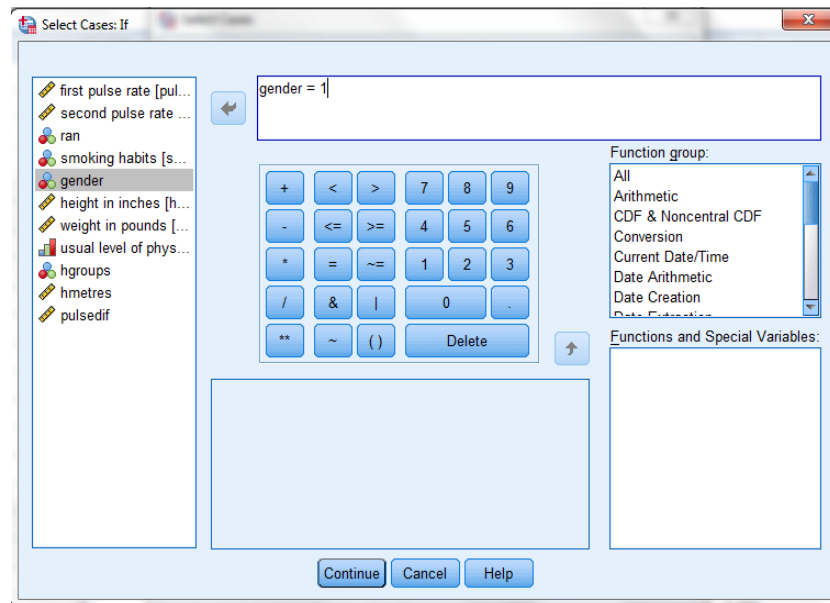 Select Cases: If
first pulse rate [pul...
second pulse rate ...
ran
smoking habits [s...
gender
height in inches [h...
weight in pounds [...
usual level of phys...
hgroups
hmetres
pulsedif
gender = 1
+ < > 7 8 9
- <= >= 4 5 6
* = ~= 1 2 3
/ & | 0 .
** ~ ( ) Delete
Function group:
All
Arithmetic
CDF & Noncentral CDF
Conversion
Current Date/Time
Date Arithmetic
Date Creation
Date Extraction
Functions and Special Variables:
Continue Cancel Help